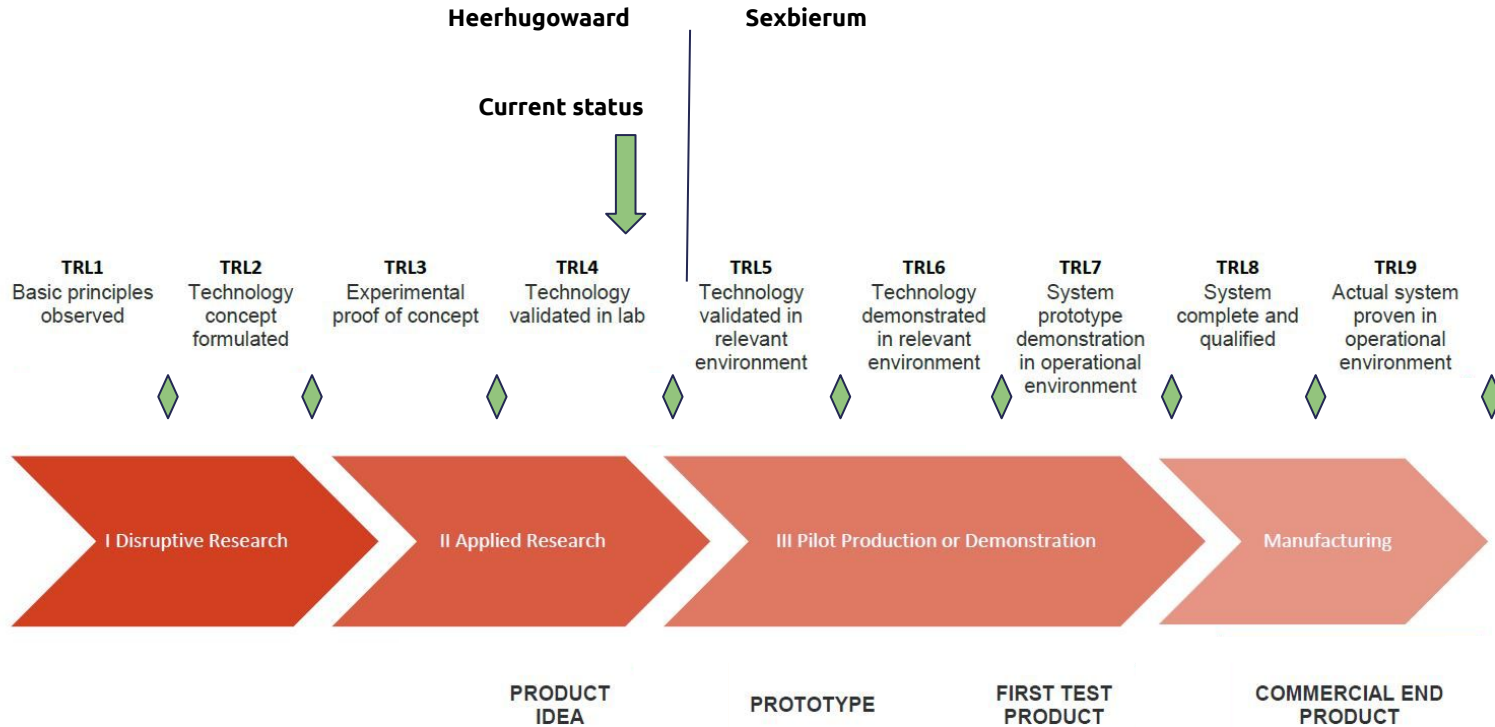 Heerhugowaard
Sexbierum
Current status
TRL1
Basic principles
observed
TRL2
Technology
concept
formulated
TRL3
Experimental
proof of concept
TRL4
Technology
validated in lab
TRL5
Technology
validated in
relevant
environment
TRL6
Technology
demonstrated
in relevant
environment
TRL7
System
prototype
demonstration
in operational
environment
TRL8
System
complete and
qualified
TRL9
Actual system
proven in
operational
environment
I Disruptive Research
II Applied Research
III Pilot Production or Demonstration
Manufacturing
PRODUCT
IDEA
PROTOTYPE
FIRST TEST
PRODUCT
COMMERCIAL END
PRODUCT